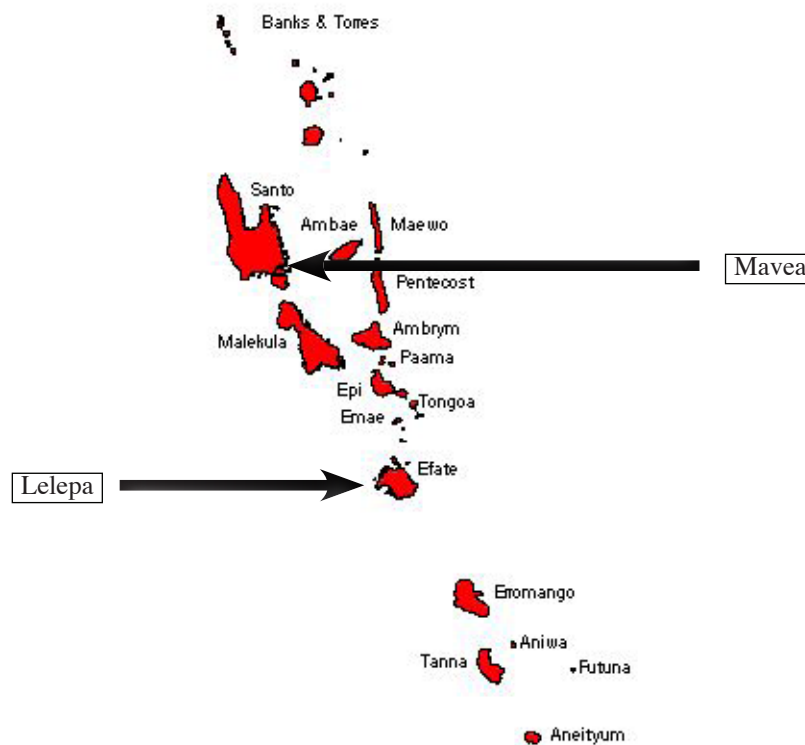 Banks & Torres
Santo
Ambae
Maewo
Mavea
Pentecost
Malekula
Ambrym
Paama
Epi
Tongoa
Emae
Efate
Lelepa
Erromango
Aniwa
Tanna
Futuna
Aneityum